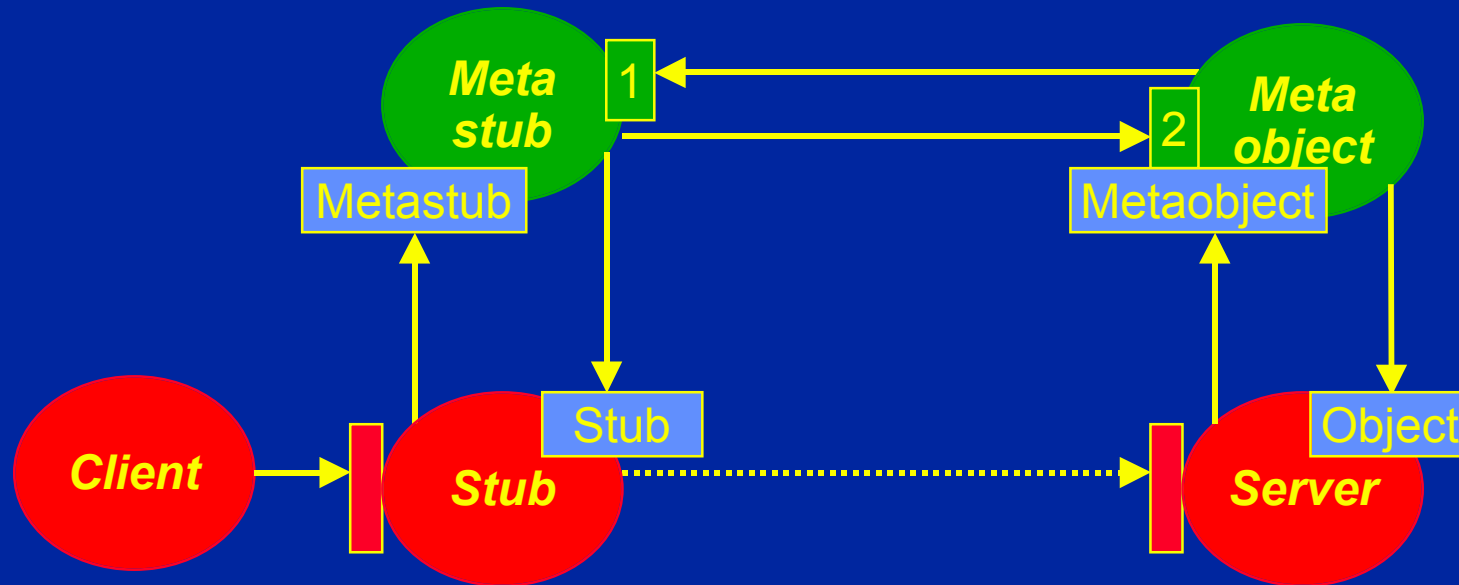 Meta
stub
1
2
Meta
object
Metastub
Metaobject
Stub
Object
Client
Stub
Server